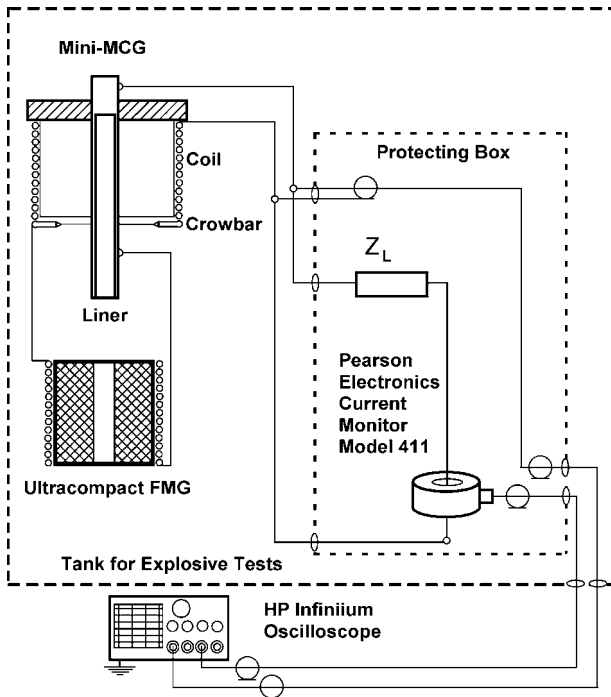 Mini-MCG
Coil
Crowbar
Liner
Ultracompact FMG
Protecting Box
Z_L
Pearson
Electronics
Current
Monitor
Model 411
Tank for Explosive Tests
HP Infiniium
Oscilloscope